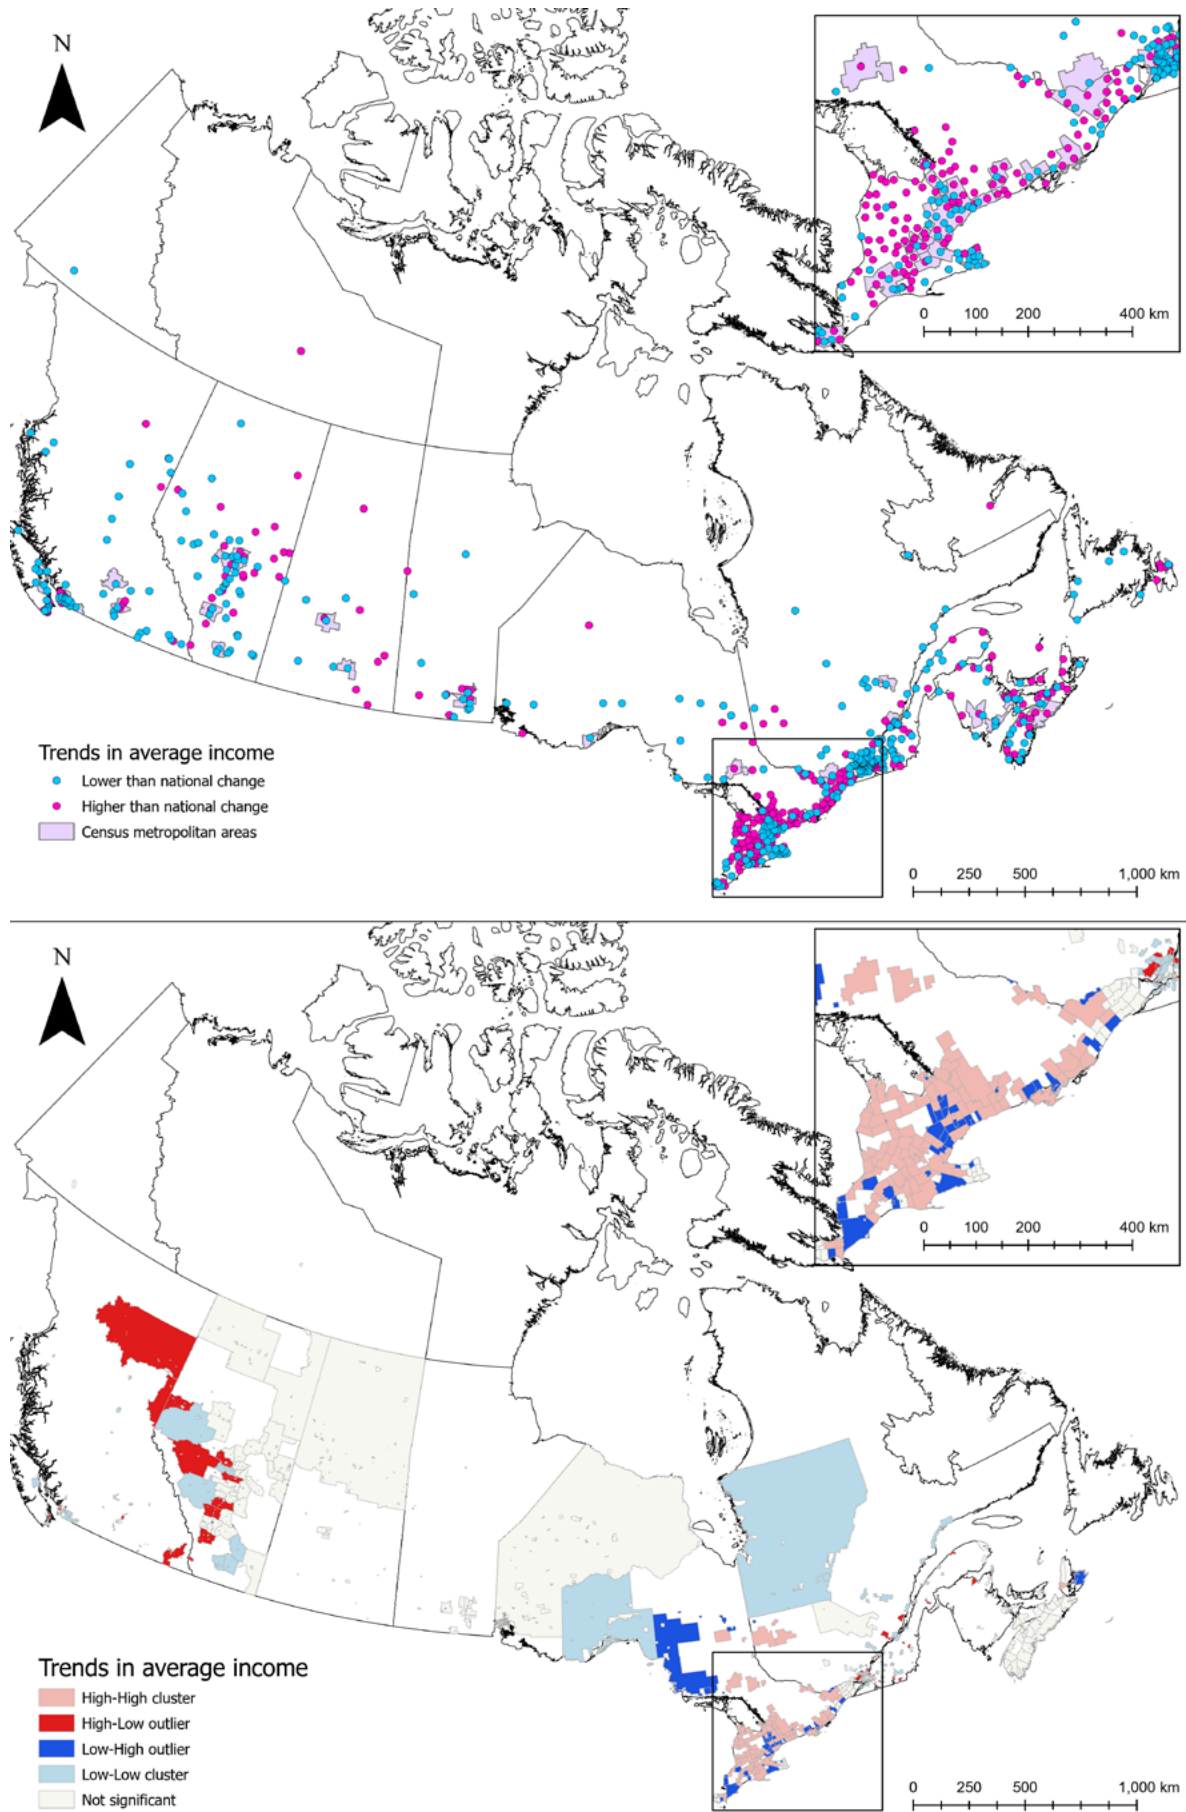 N
0 100 200 400 km
Trends in average income
Lower than national change
Higher than national change
Census metropolitan areas
0 250 500 1,000 km
N
0 100 200 400 km
Trends in average income
High-High cluster
High-Low outlier
Low-High outlier
Low-Low cluster
Not significant
0 250 500 1,000 km